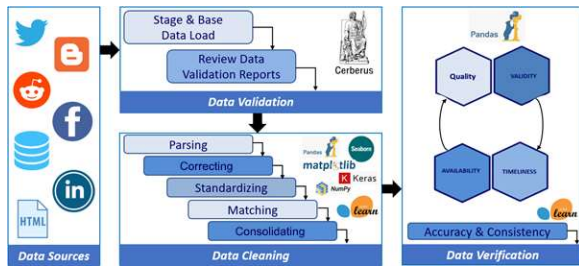 Stage & Base
Data Load
Review Data
Validation Reports
Cerberus
Data Validation
in
HTML
Data Sources
Parsing
Correcting
Standardizing
Matching
Consolidating
Pandas
Seaborn
matplotlib
K Keras
NumPy
learn
Data Cleaning
Pandas
Quality
VALIDITY
AVAILABILITY
TIMELINESS
learn
Accuracy & Consistency
Data Verification